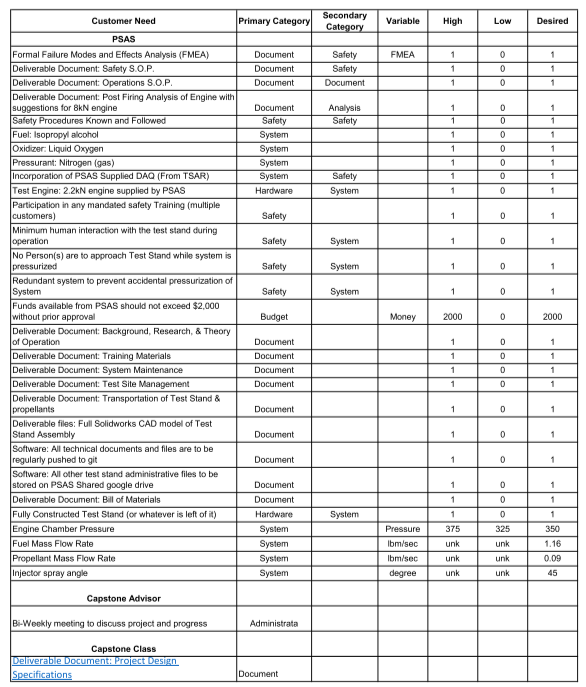 Customer Need Primary Category Secondary Category Variable High Low Desired
PSAS
Formal Failure Modes and Effects Analysis (FMEA) Document Safety FMEA 1 0 1
Deliverable Document: Safety S.O.P. Document Safety 1 0 1
Deliverable Document: Operations S.O.P. Document Document 1 0 1
Deliverable Document: Post Firing Analysis of Engine with
suggestions for 8kN engine Document Analysis 1 0 1
Safety Procedures Known and Followed Safety Safety 1 0 1
Fuel: Isopropyl alcohol System 1 0 1
Oxidizer: Liquid Oxygen System 1 0 1
Pressurant: Nitrogen (gas) System 1 0 1
Incorporation of PSAS Supplied DAQ (From TSAR) System Safety 1 0 1
Test Engine: 2.2kN engine supplied by PSAS Hardware System 1 0 1
Participation in any mandated safety Training (multiple
customers) Safety 1 0 1
Minimum human interaction with the test stand during
operation Safety System 1 0 1
No Person(s) are to approach Test Stand while system is
pressurized Safety System 1 0 1
Redundant system to prevent accidental pressurization of
System Safety System 1 0 1
Funds available from PSAS should not exceed $2,000
without prior approval Budget Money 2000 0 2000
Deliverable Document: Background, Research, & Theory
of Operation Document 1 0 1
Deliverable Document: Training Materials Document 1 0 1
Deliverable Document: System Maintenance Document 1 0 1
Deliverable Document: Test Site Management Document 1 0 1
Deliverable Document: Transportation of Test Stand &
propellants Document 1 0 1
Deliverable files: Full Solidworks CAD model of Test
Stand Assembly Document 1 0 1
Software: All technical documents and files are to be
regularly pushed to git Document 1 0 1
Software: All other test stand administrative files to be
stored on PSAS Shared google drive Document 1 0 1
Deliverable Document: Bill of Materials Document 1 0 1
Fully Constructed Test Stand (or whatever is left of it) Hardware System 1 0 1
Engine Chamber Pressure System Pressure 375 325 350
Fuel Mass Flow Rate System lbm/sec unk unk 1.16
Propellant Mass Flow Rate System lbm/sec unk unk 0.09
Injector spray angle System degree unk unk 45
Capstone Advisor
Bi-Weekly meeting to discuss project and progress Administrata
Capstone Class
Deliverable Document: Project Design
Specifications Document